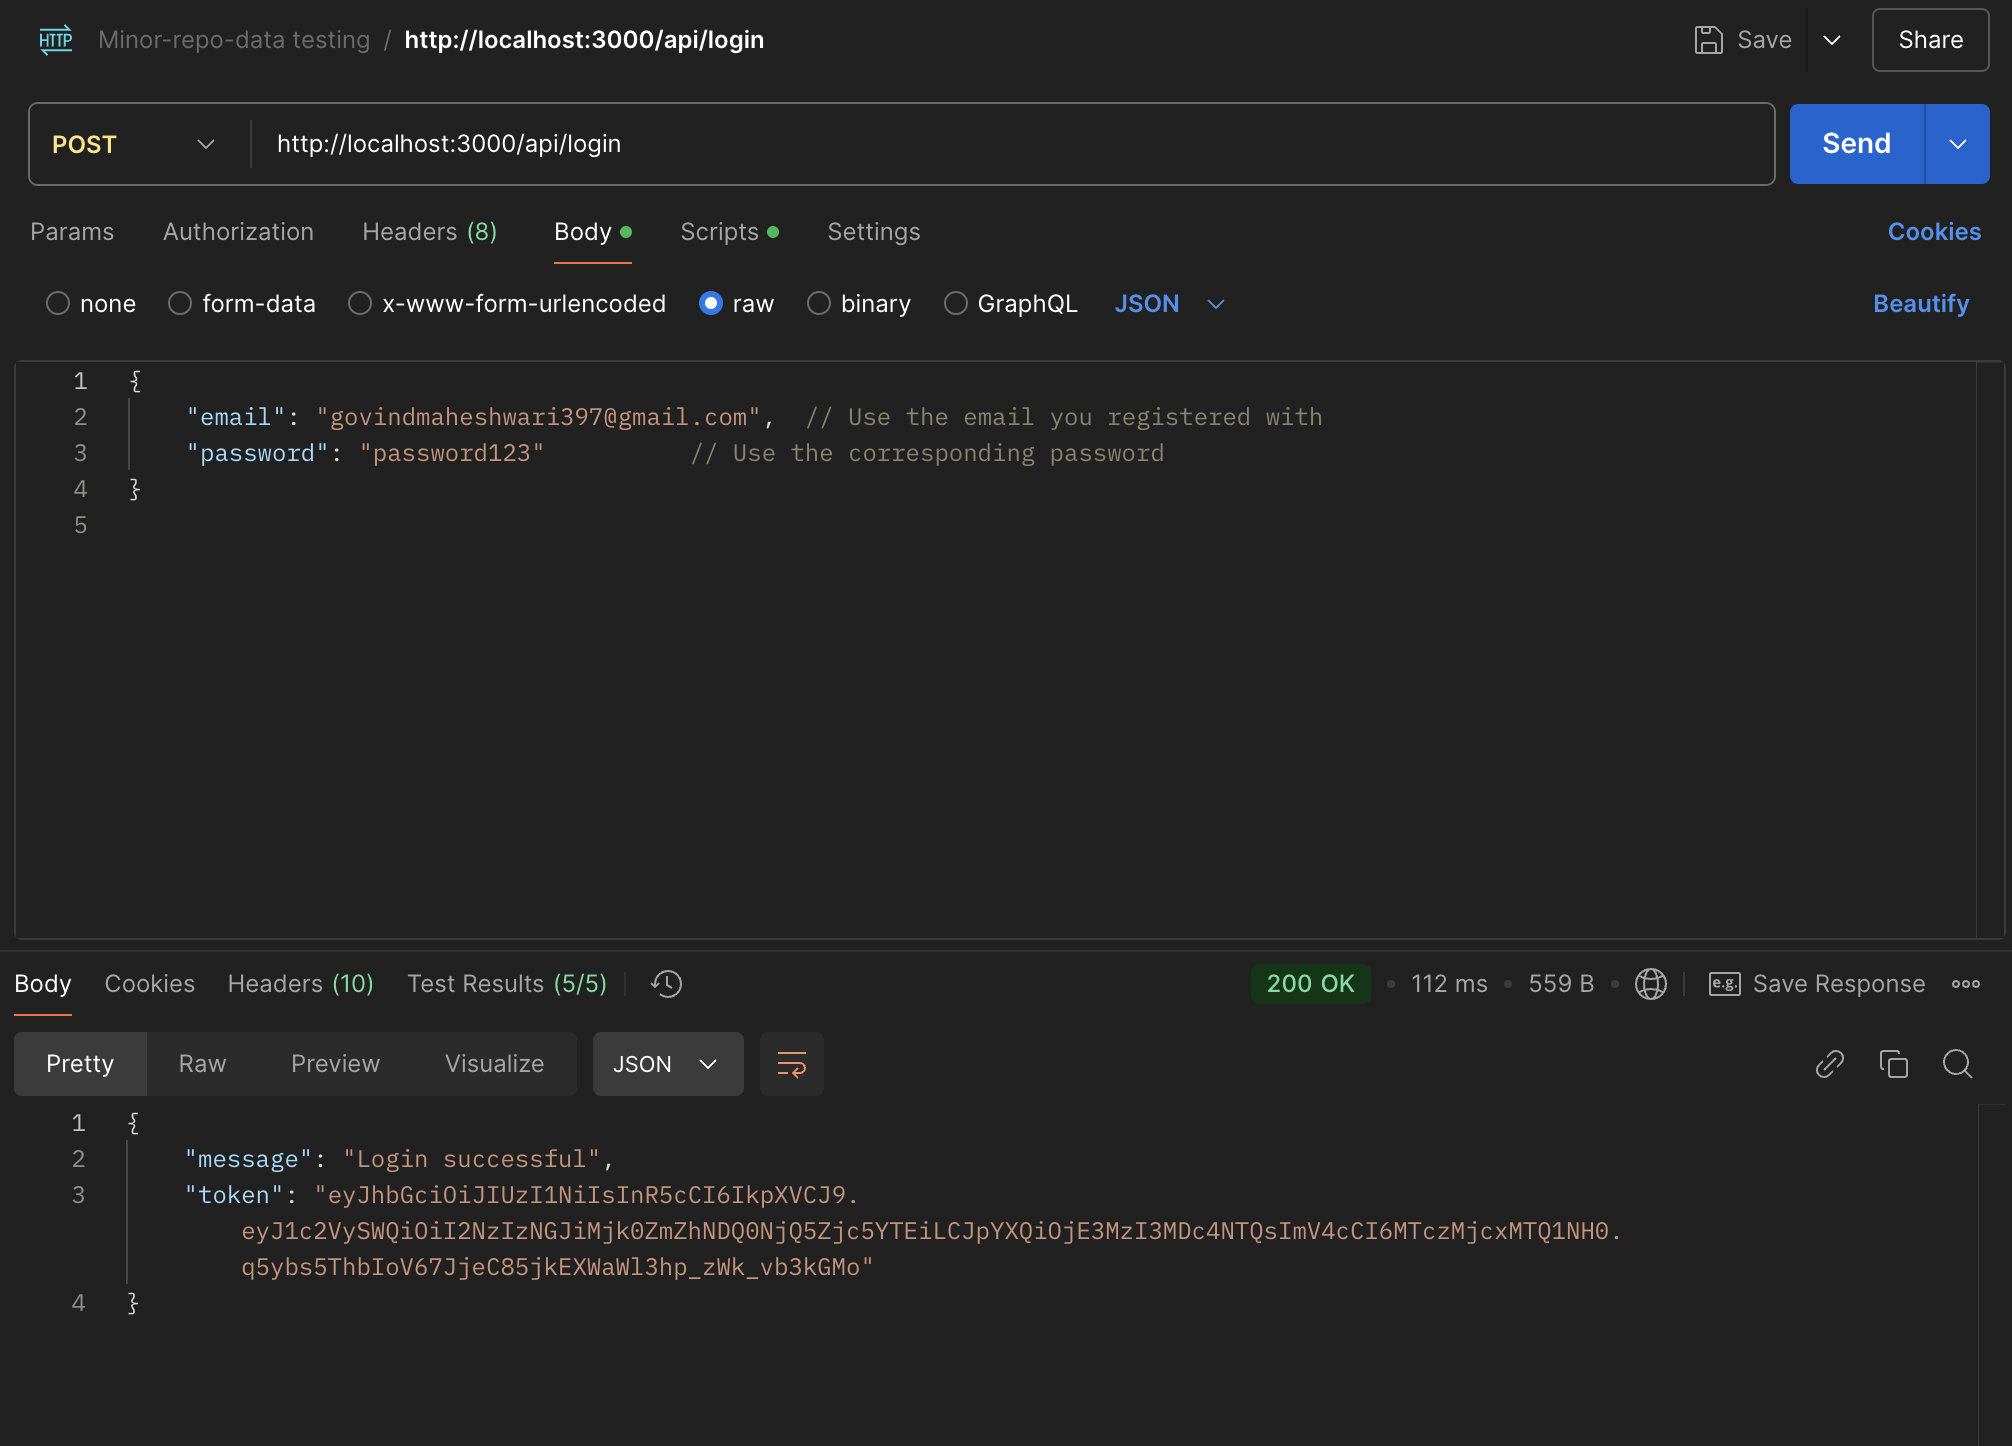 HTTP Minor-repo-data testing / http://localhost:3000/api/login Save Share
POST http://localhost:3000/api/login Send
Params Authorization Headers (8) Body Scripts Settings Cookies
none form-data x-www-form-urlencoded raw binary GraphQL JSON Beautify
1 {
2 "email": "govindmaheshwari397@gmail.com", // Use the email you registered with
3 "password": "password123" // Use the corresponding password
4 }
5
Body Cookies Headers (10) Test Results (5/5) 200 OK • 112 ms • 559 B • e.g. Save Response
Pretty Raw Preview Visualize JSON
1 {
2 "message": "Login successful",
3 "token": "eyJhbGciOiJIUzI1NiIsInR5cCI6IkpXVCJ9.
eyJ1c2VySWQiOiI2NzIzNGJiMjk0ZmZhNDQ0NjQ5Zjc5YTEiLCJpYXQiOjE3MzI3MDc4NTQsImV4cCI6MTczMjcxMTQ1NH0.
q5ybs5ThbIoV67JjeC85jkEXWaWl3hp_zWk_vb3kGMo"
4 }